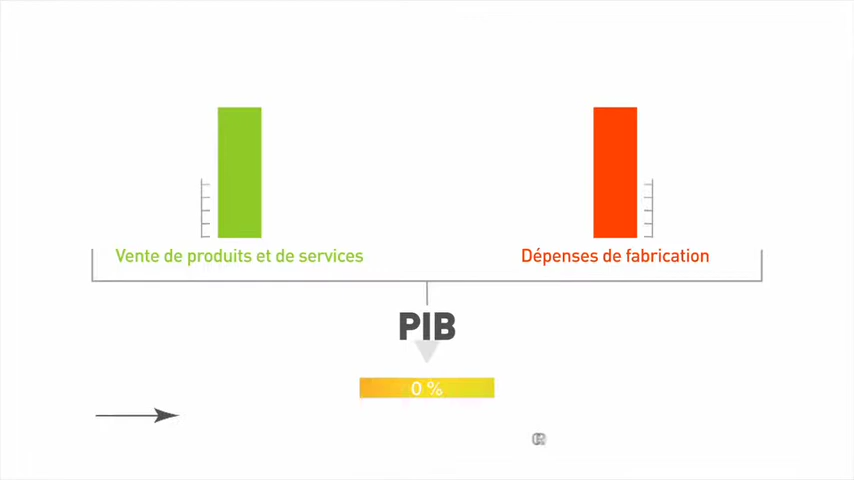 Vente de produits et de services
Dépenses de fabrication
PIB
0 %